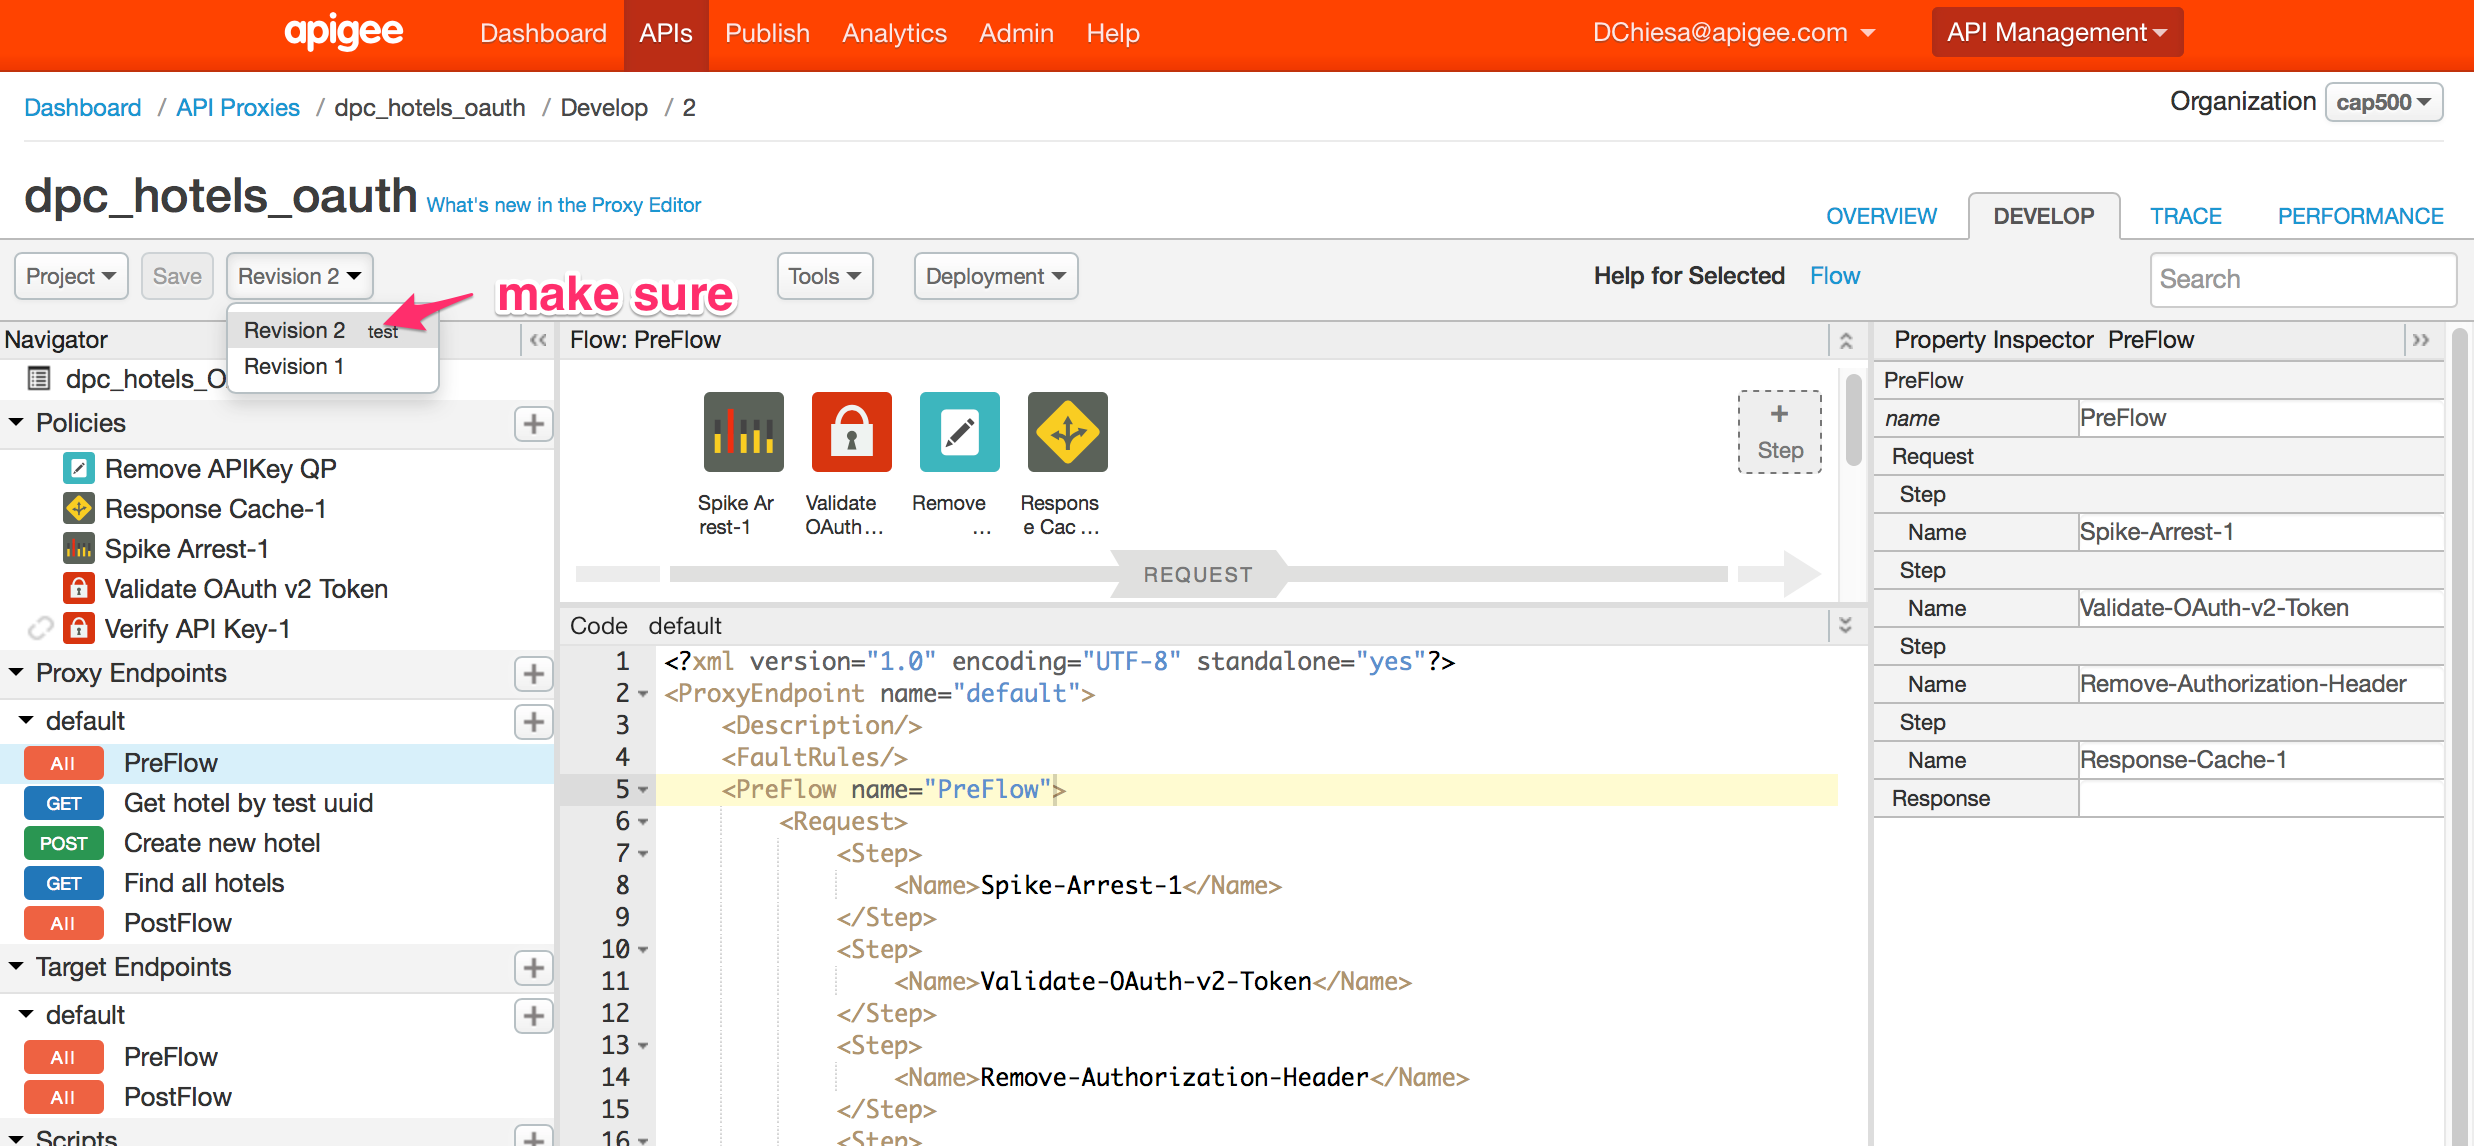 apigee Dashboard APIs Publish Analytics Admin Help DChiesa@apigee.com API Management
Dashboard / API Proxies / dpc_hotels_oauth / Develop / 2 Organization cap500
dpc_hotels_oauth What's new in the Proxy Editor OVERVIEW DEVELOP TRACE PERFORMANCE
Project Save Revision 2 make sure Tools Deployment Help for Selected Flow Search
Revision 2 test
Revision 1
Navigator
dpc_hotels_O
Policies
Remove APIKey QP
Response Cache-1
Spike Arrest-1
Validate OAuth v2 Token
Verify API Key-1
Proxy Endpoints
default
All PreFlow
GET Get hotel by test uuid
POST Create new hotel
GET Find all hotels
All PostFlow
Target Endpoints
default
All PreFlow
All PostFlow
Scripts
Flow: PreFlow
+
Step
Spike Ar
rest-1
Validate
OAuth...
Remove
...
Respons
e Cac ...
REQUEST
Code default
1 <?xml version="1.0" encoding="UTF-8" standalone="yes"?>
2 <ProxyEndpoint name="default">
3 <Description/>
4 <FaultRules/>
5 <PreFlow name="PreFlow">
6 <Request>
7 <Step>
8 <Name>Spike-Arrest-1</Name>
9 </Step>
10 <Step>
11 <Name>Validate-OAuth-v2-Token</Name>
12 </Step>
13 <Step>
14 <Name>Remove-Authorization-Header</Name>
15 </Step>
16 <Step>
Property Inspector PreFlow
PreFlow
name PreFlow
Request
Step
Name Spike-Arrest-1
Step
Name Validate-OAuth-v2-Token
Step
Name Remove-Authorization-Header
Step
Name Response-Cache-1
Response